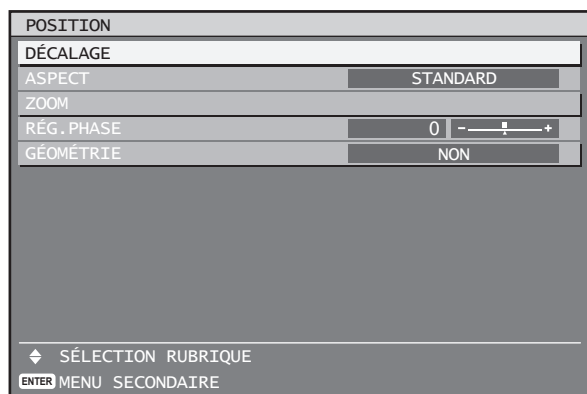 POSITION
DÉCALAGE
ASPECT STANDARD
ZOOM
RÉG.PHASE 0 - +
GÉOMÉTRIE NON
SÉLECTION RUBRIQUE
ENTER MENU SECONDAIRE